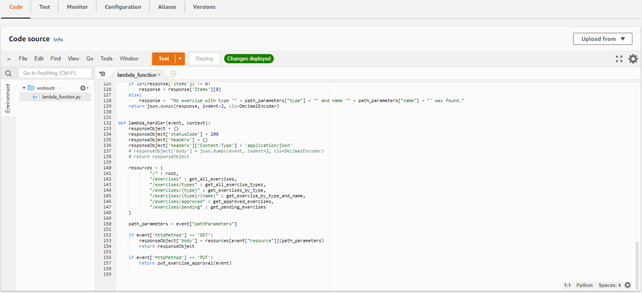 Code Test Monitor Configuration Aliases Versions
Code source Info Upload from
File Edit Find View Go Tools Window Test Deploy Changes deployed
Go to Anything (Ctrl-P) lambda_function
Environment
workouts
lambda_function.py
125 if len(response['Items']) != 0:
126 response = response['Items'][0]
127 else:
128 response = "No exercise with type '" + path_parameters["type"] + "' and name '" + path_parameters["name"] + "' was found."
129 return json.dumps(response, indent=2, cls=DecimalEncoder)
130
131
132 def lambda_handler(event, context):
133 responseObject = {}
134 responseObject['statusCode'] = 200
135 responseObject['headers'] = {}
136 responseObject['headers']['Content-Type'] = 'application/json'
137 # responseObject['body'] = json.dumps(event, indent=2, cls=DecimalEncoder)
138 # return responseObject
139
140 resources = {
141 "/" : root,
142 "/exercises" : get_all_exercises,
143 "/exercises/types" : get_all_exercise_types,
144 "/exercises/{type}" : get_exercises_by_type,
145 "/exercises/{type}/{name}" : get_exercise_by_type_and_name,
146 "/exercises/approved" : get_approved_exercises,
147 "/exercises/pending" : get_pending_exercises
148 }
149
150 path_parameters = event["pathParameters"]
151
152 if event['httpMethod'] == 'GET':
153 responseObject['body'] = resources[event["resource"]](path_parameters)
154 return responseObject
155
156 if event['httpMethod'] == 'PUT':
157 return put_exercise_approval(event)
158
159
1:1 Python Spaces: 4